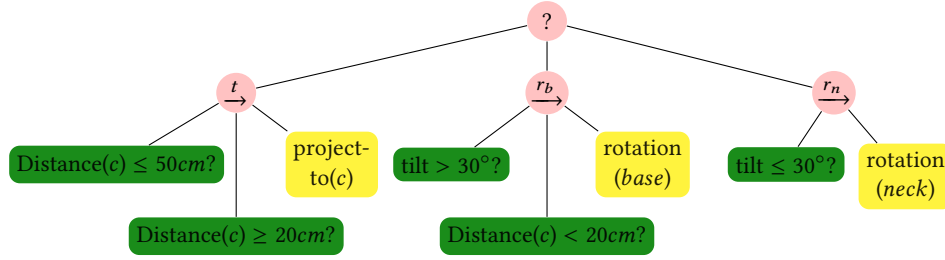 ?
t
→
r_b
→
r_n
→
Distance(c) ≤ 50cm?
project-
to(c)
tilt > 30°?
rotation
(base)
tilt ≤ 30°?
rotation
(neck)
Distance(c) ≥ 20cm?
Distance(c) < 20cm?